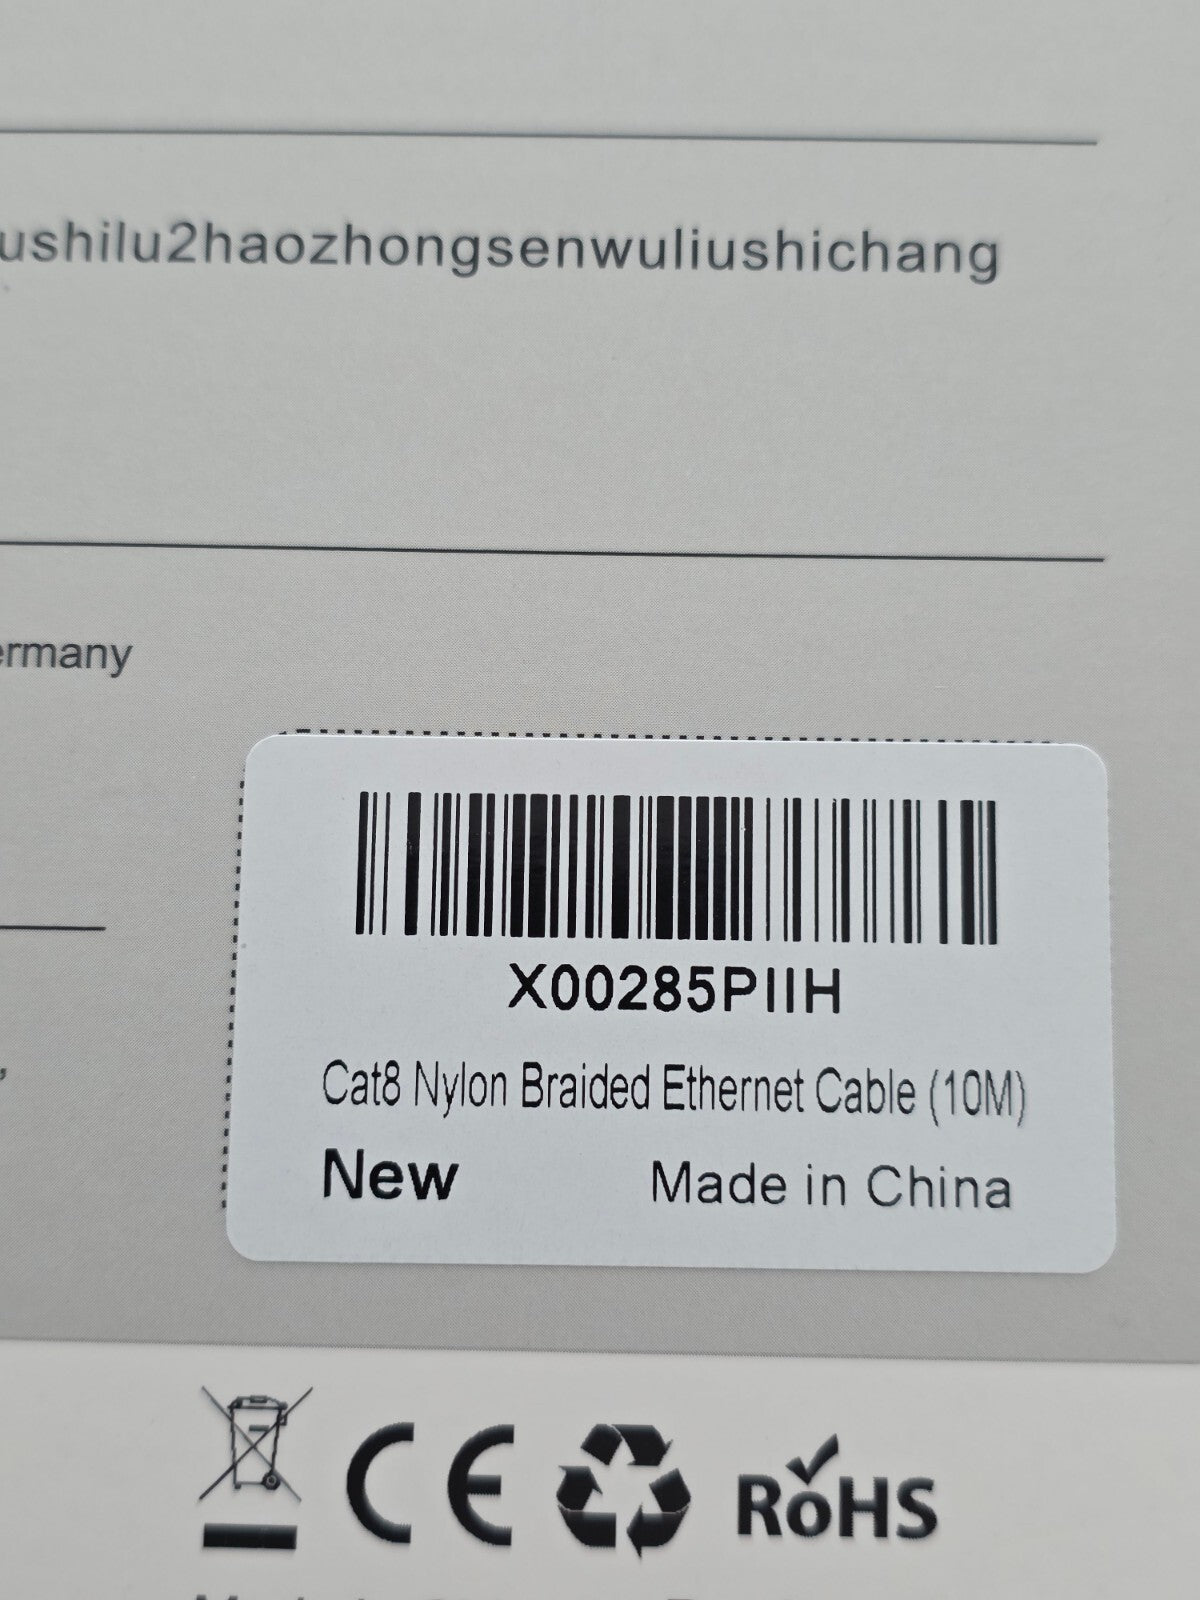 ushilu2haozhongsenwuliushichang
ermany
X00285PIIH
Cat8 Nylon Braided Ethernet Cable (10M)
New Made in China
CE RoHS